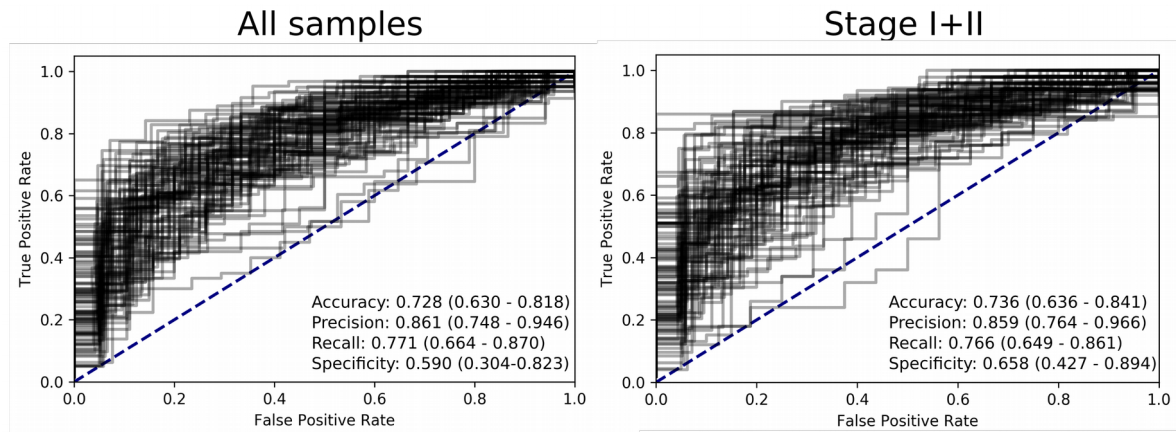 All samples
1.0
0.8
0.6
0.4
0.2
0.0
True Positive Rate
Accuracy: 0.728 (0.630 - 0.818)
Precision: 0.861 (0.748 - 0.946)
Recall: 0.771 (0.664 - 0.870)
Specificity: 0.590 (0.304-0.823)
0.0 0.2 0.4 0.6 0.8 1.0
False Positive Rate
Stage I+II
1.0
0.8
0.6
0.4
0.2
0.0
True Positive Rate
Accuracy: 0.736 (0.636 - 0.841)
Precision: 0.859 (0.764 - 0.966)
Recall: 0.766 (0.649 - 0.861)
Specificity: 0.658 (0.427 - 0.894)
0.0 0.2 0.4 0.6 0.8 1.0
False Positive Rate